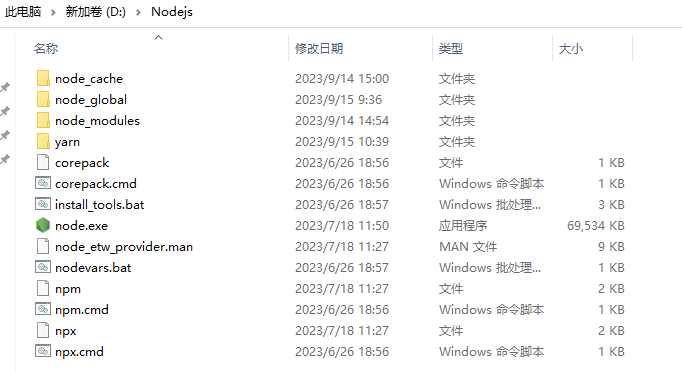 此电脑 › 新加卷 (D:) › Nodejs
名称 修改日期 类型 大小
node_cache 2023/9/14 15:00 文件夹
node_global 2023/9/15 9:36 文件夹
node_modules 2023/9/14 14:54 文件夹
yarn 2023/9/15 10:39 文件夹
corepack 2023/6/26 18:56 文件 1 KB
corepack.cmd 2023/6/26 18:56 Windows 命令脚本 1 KB
install_tools.bat 2023/6/26 18:57 Windows 批处理... 3 KB
node.exe 2023/7/18 11:50 应用程序 69,534 KB
node_etw_provider.man 2023/7/18 11:27 MAN 文件 9 KB
nodevars.bat 2023/6/26 18:57 Windows 批处理... 1 KB
npm 2023/7/18 11:27 文件 2 KB
npm.cmd 2023/6/26 18:56 Windows 命令脚本 1 KB
npx 2023/7/18 11:27 文件 2 KB
npx.cmd 2023/6/26 18:56 Windows 命令脚本 1 KB